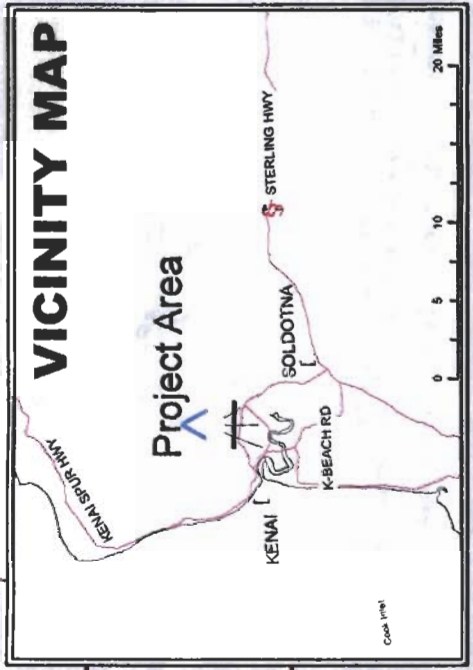 VICINITY MAP
KENAI SPUR HWY
Project Area
STERLING HWY
SOLDOTNA
KENAI
K-BEACH RD
Cook Inlet
0 5 10 20 Miles